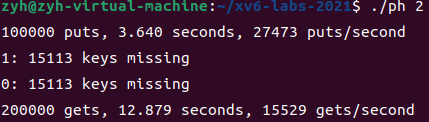 zyh@zyh-virtual-machine:~/xv6-labs-2021$ ./ph 2
100000 puts, 3.640 seconds, 27473 puts/second
1: 15113 keys missing
0: 15113 keys missing
200000 gets, 12.879 seconds, 15529 gets/second